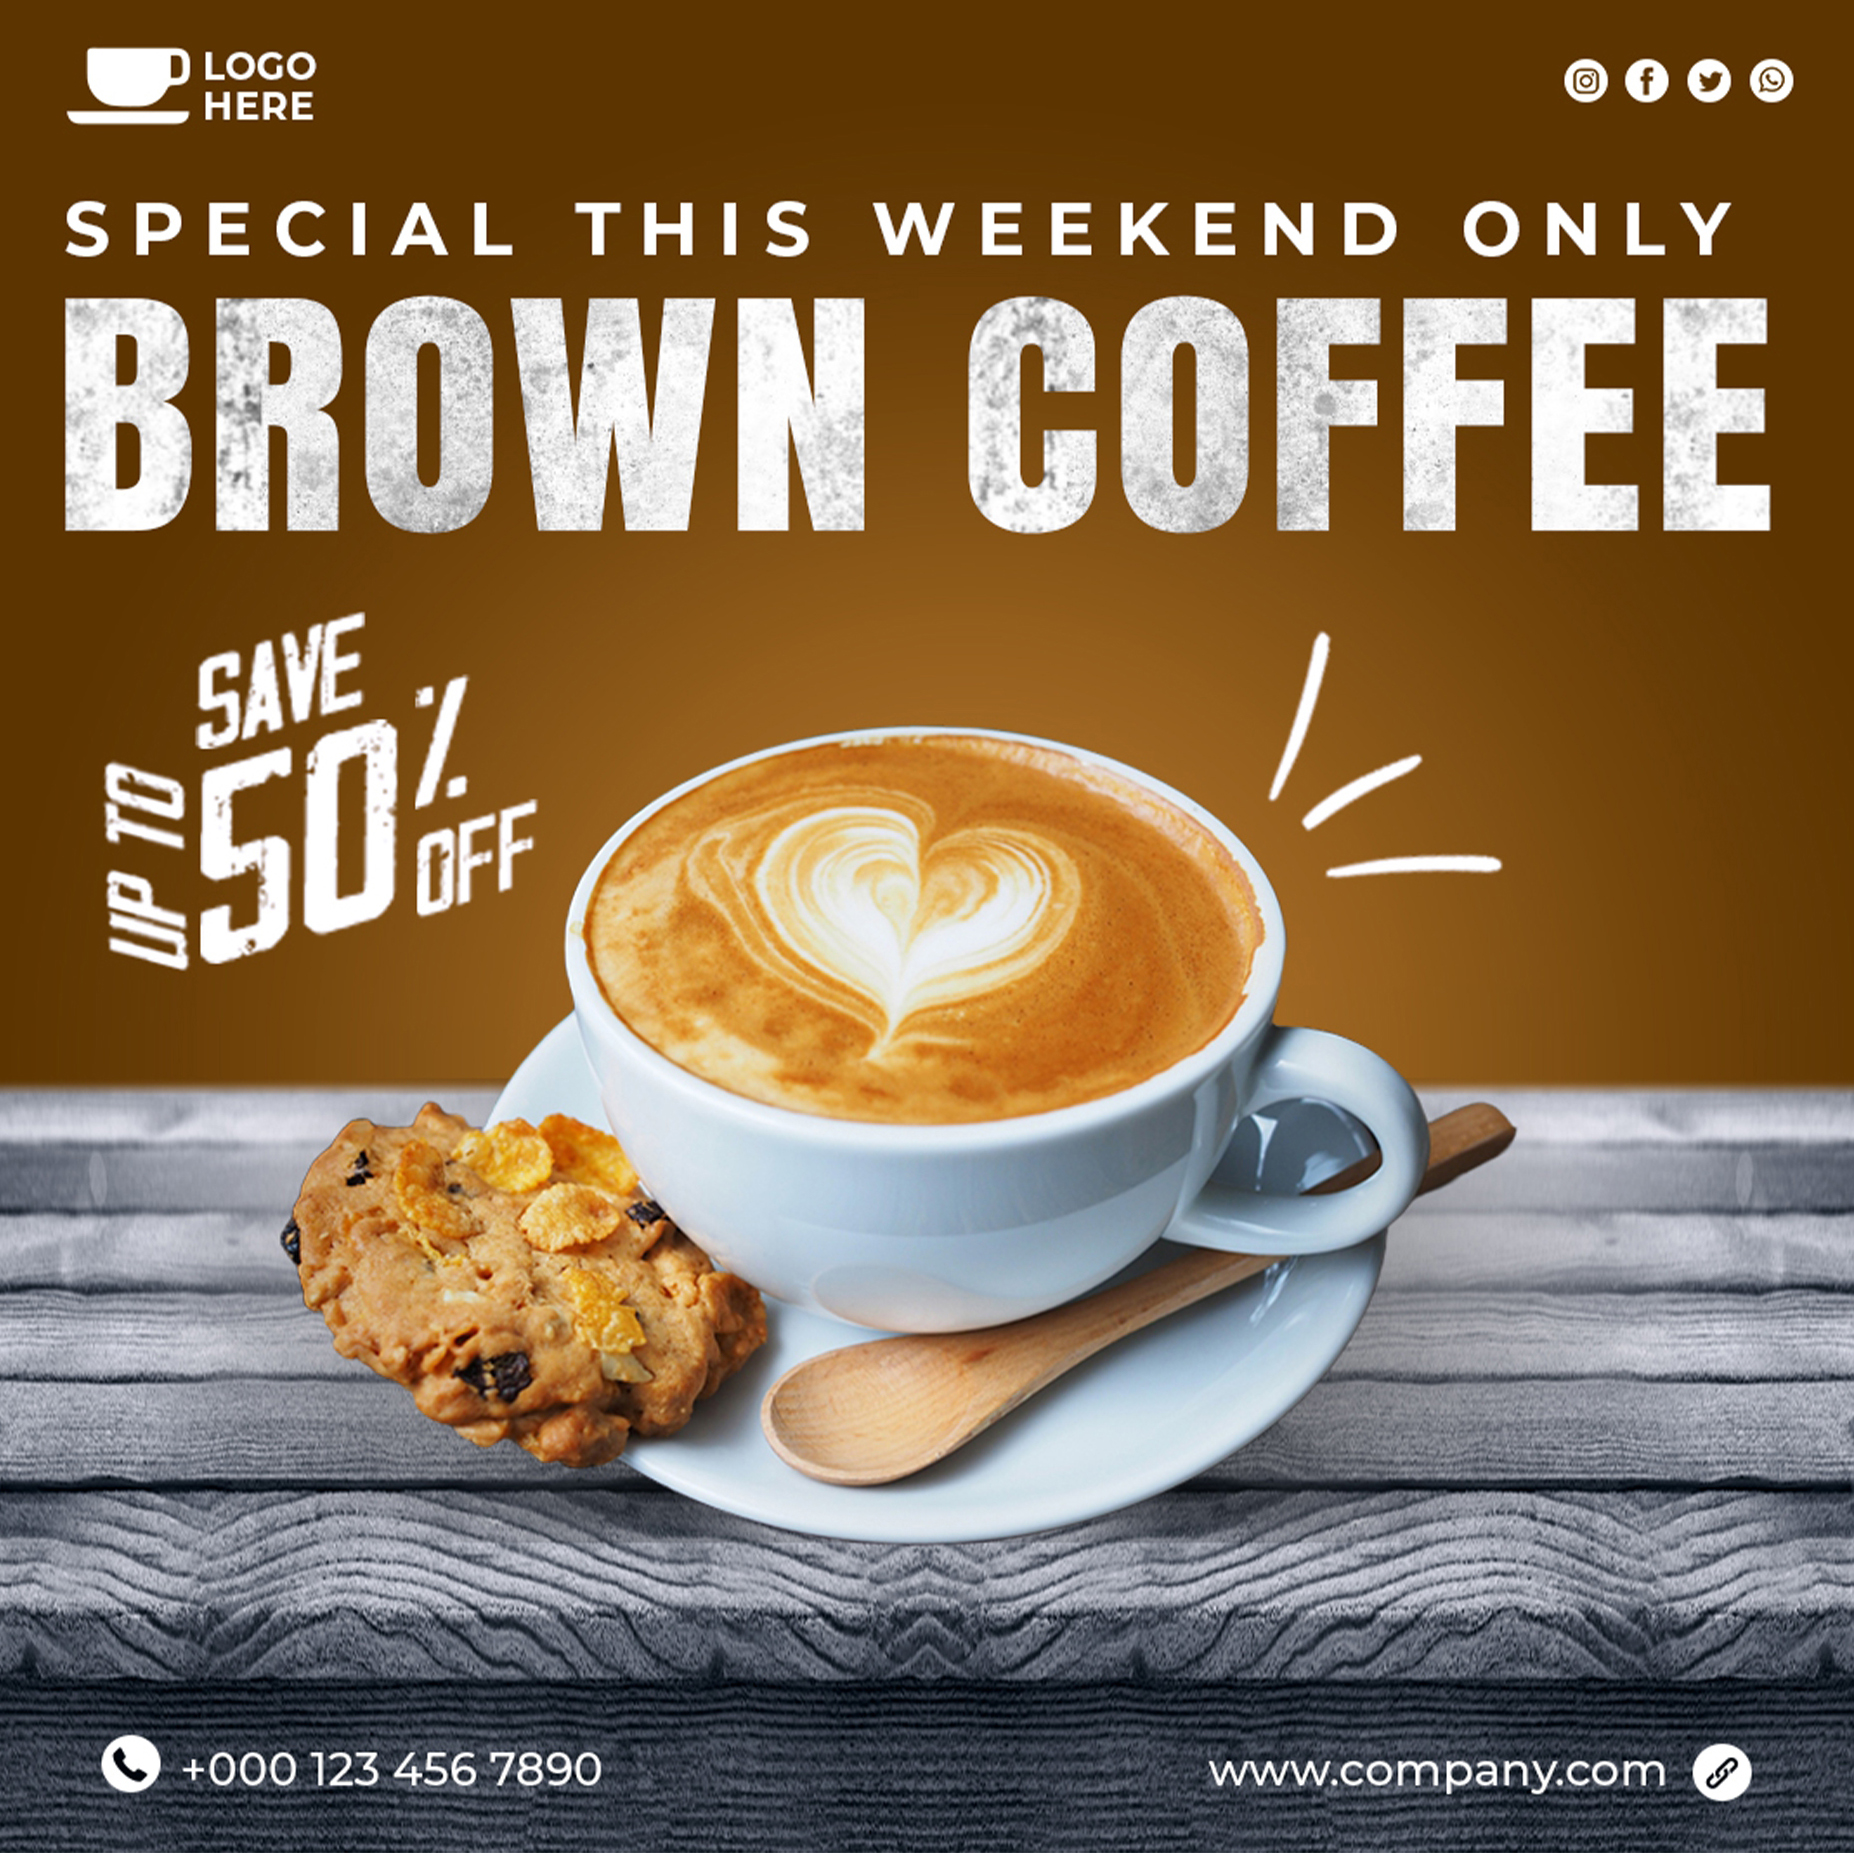 LOGO
HERE
SPECIAL THIS WEEKEND ONLY
BROWN COFFEE
SAVE
UP TO
50%
OFF
+000 123 456 7890
www.company.com